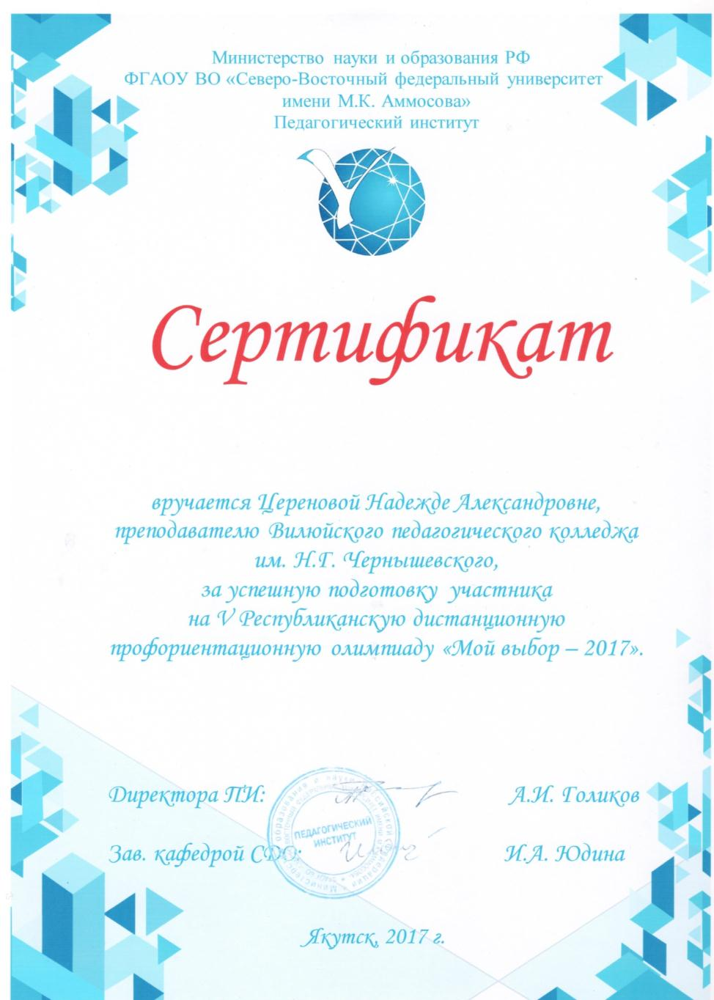 Министерство науки и образования РФ
ФГАОУ ВО «Северо-Восточный федеральный университет
имени М.К. Аммосова»
Педагогический институт
Сертификат
вручается Цереновой Надежде Александровне,
преподавателю Вилюйского педагогического колледжа
им. Н.Г. Чернышевского,
за успешную подготовку участника
на V Республиканскую дистанционную
профориентационную олимпиаду «Мой выбор – 2017».
Директора ПИ: А.И. Голиков
ПЕДАГОГИЧЕСКИЙ
ИНСТИТУТ
Зав. кафедрой СДО: И.А. Юдина
Якутск, 2017 г.